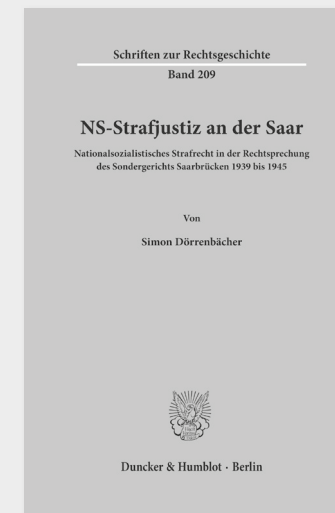 Schriften zur Rechtsgeschichte
Band 209
NS-Strafjustiz an der Saar
Nationalsozialistisches Strafrecht in der Rechtsprechung
des Sondergerichts Saarbrücken 1939 bis 1945
Von
Simon Dörrenbächer
Duncker & Humblot · Berlin